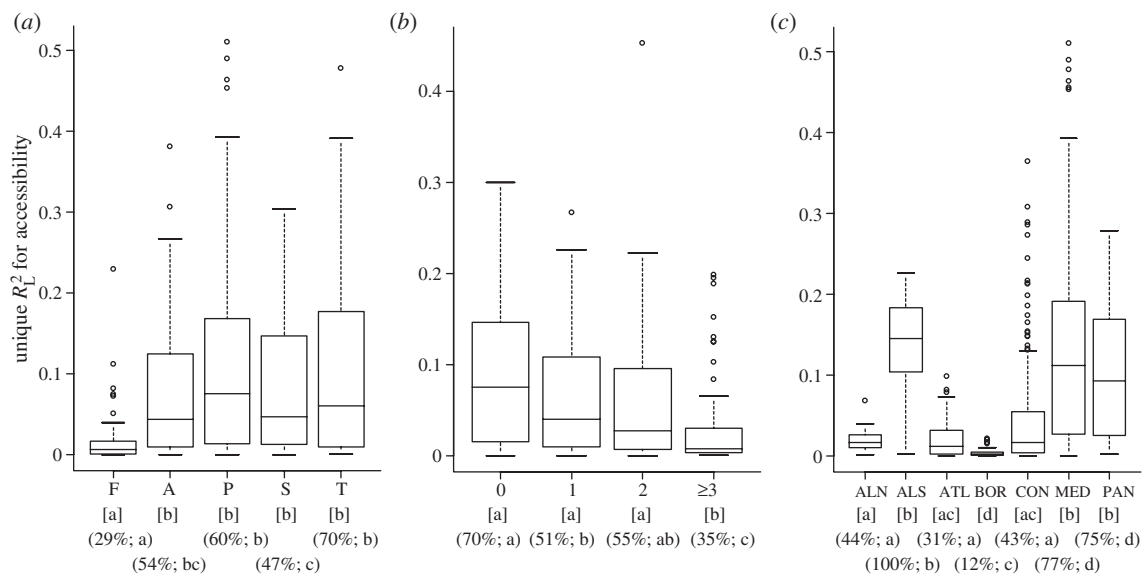 (a)
(b)
(c)
unique R²L for accessibility
0.5
0.4
0.3
0.2
0.1
0
F A P S T
[a] [b] [b] [b] [b]
(29%; a) (60%; b) (70%; b)
(54%; bc) (47%; c)
0.4
0.3
0.2
0.1
0
0 1 2 ≥3
[a] [a] [a] [b]
(70%; a) (51%; b) (55%; ab) (35%; c)
0.5
0.4
0.3
0.2
0.1
0
ALN ALS ATL BOR CON MED PAN
[a] [b] [ac] [d] [ac] [b] [b]
(44%; a) (31%; a) (43%; a) (75%; d)
(100%; b) (12%; c) (77%; d)